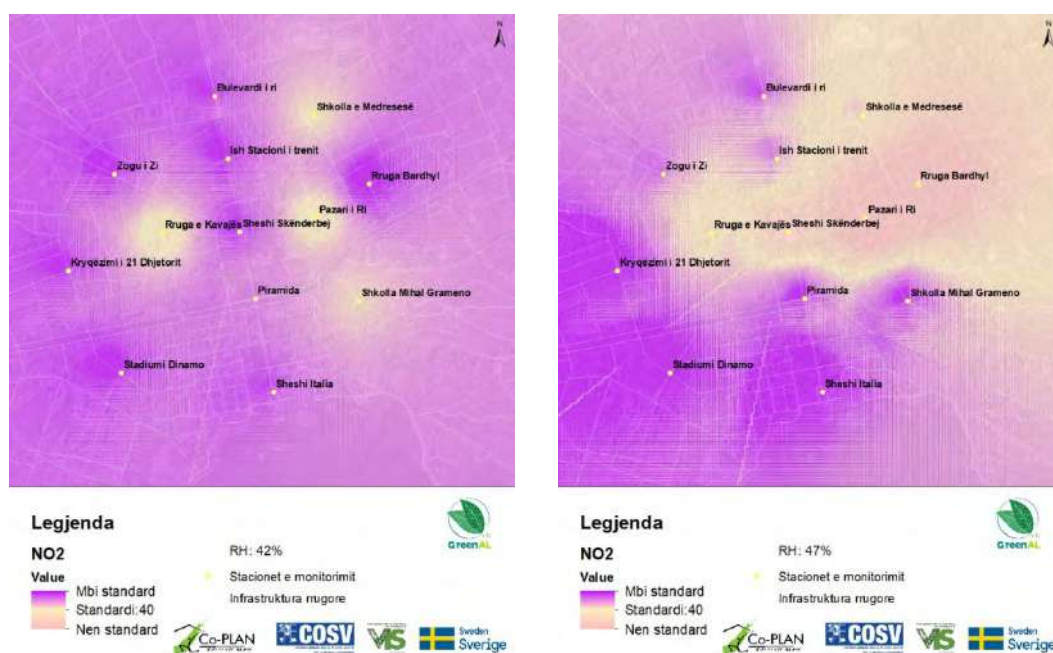 N
Bulevardi i ri
Shkolla e Medresesë
Ish Stacioni i trenit
Zogu i Zi
Rruga Bardhyl
Pazari i Ri
Rruga e Kavajës
Sheshi Skënderbej
Kryqëzimi i 21 Dhjetorit
Piramida
Shkolla Mihal Grameno
Stadiumi Dinamo
Sheshi Italia
Legjenda
NO2
RH: 42%
Value
Mbi standard
Standardi:40
Nen standard
Stacionet e monitorimit
Infrastruktura rrugore
GreenAL
Co-PLAN
COSV
VIS
Sweden
Sverige
N
Bulevardi i ri
Shkolla e Medresesë
Ish Stacioni i trenit
Zogu i Zi
Rruga Bardhyl
Pazari i Ri
Rruga e Kavajës
Sheshi Skënderbej
Kryqëzimi i 21 Dhjetorit
Piramida
Shkolla Mihal Grameno
Stadiumi Dinamo
Sheshi Italia
Legjenda
NO2
RH: 47%
Value
Mbi standard
Standardi:40
Nen standard
Stacionet e monitorimit
Infrastruktura rrugore
GreenAL
Co-PLAN
COSV
VIS
Sweden
Sverige